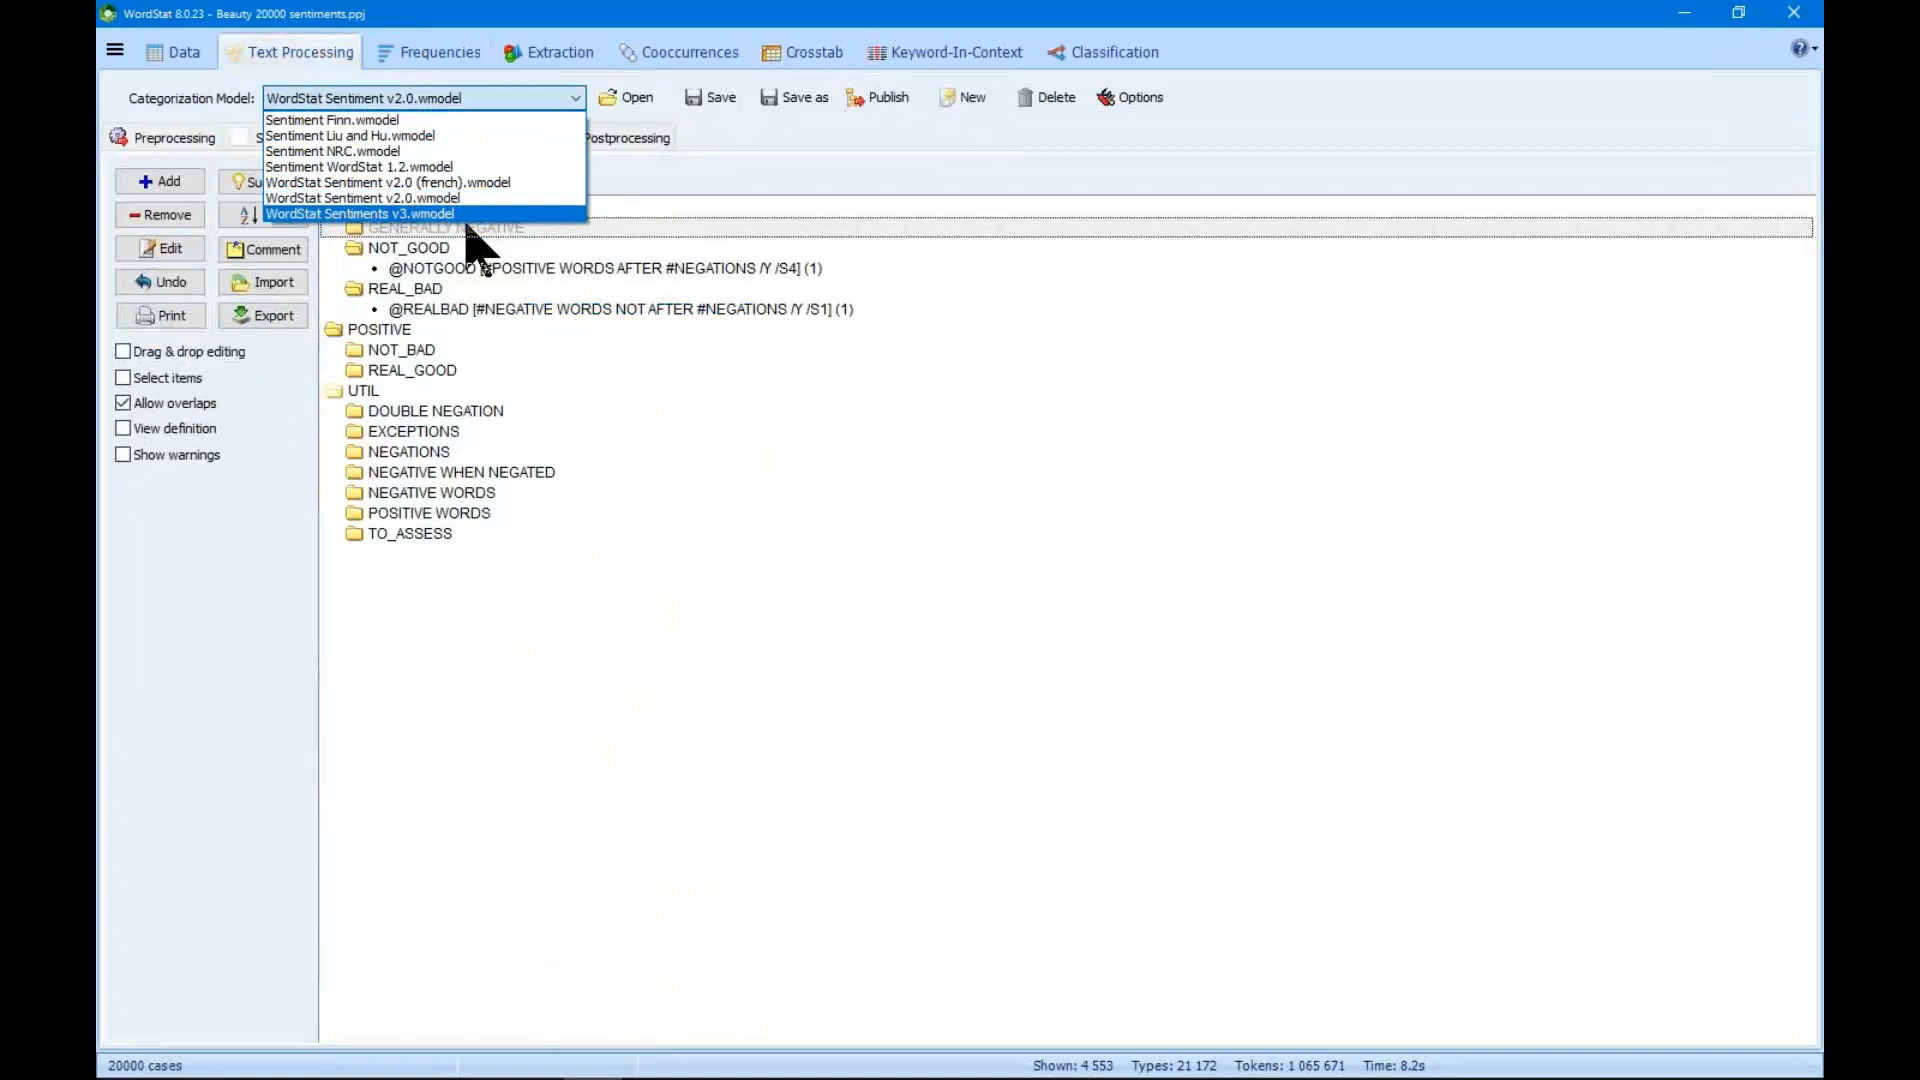 WordStat 8.0.23 - Beauty 20000 sentiments.ppj
Data Text Processing Frequencies Extraction Cooccurrences Crosstab Keyword-In-Context Classification
Categorization Model: WordStat Sentiment v2.0.wmodel Open Save Save as Publish New Delete Options
Sentiment Finn.wmodel
Sentiment Liu and Hu.wmodel
Sentiment NRC.wmodel
Sentiment WordStat 1.2.wmodel
WordStat Sentiment v2.0 (french).wmodel
WordStat Sentiment v2.0.wmodel
WordStat Sentiments v3.wmodel
Preprocessing S Postprocessing
Add Su
Remove
Edit Comment
Undo Import
Print Export
Drag & drop editing
Select items
Allow overlaps
View definition
Show warnings
GENERALLY NEGATIVE
NOT_GOOD
• @NOTGOOD [#POSITIVE WORDS AFTER #NEGATIONS /Y /S4] (1)
REAL_BAD
• @REALBAD [#NEGATIVE WORDS NOT AFTER #NEGATIONS /Y /S1] (1)
POSITIVE
NOT_BAD
REAL_GOOD
UTIL
DOUBLE NEGATION
EXCEPTIONS
NEGATIONS
NEGATIVE WHEN NEGATED
NEGATIVE WORDS
POSITIVE WORDS
TO_ASSESS
20000 cases Shown: 4 553 Types: 21 172 Tokens: 1 065 671 Time: 8.2s